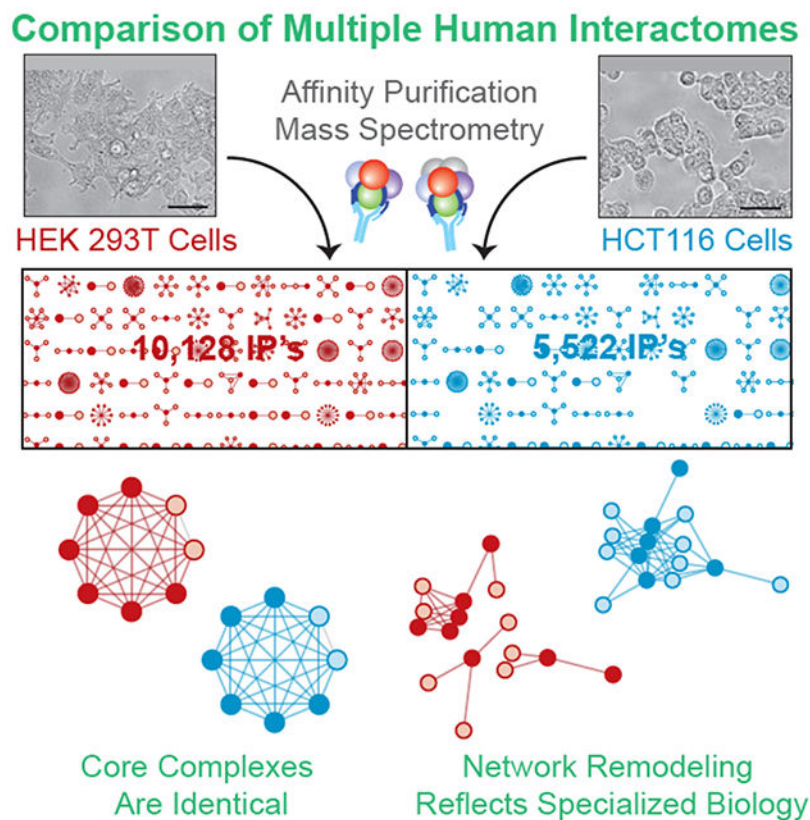 Comparison of Multiple Human Interactomes
Affinity Purification
Mass Spectrometry
HEK 293T Cells
HCT116 Cells
10,128 IP's
5,522 IP's
Core Complexes
Are Identical
Network Remodeling
Reflects Specialized Biology